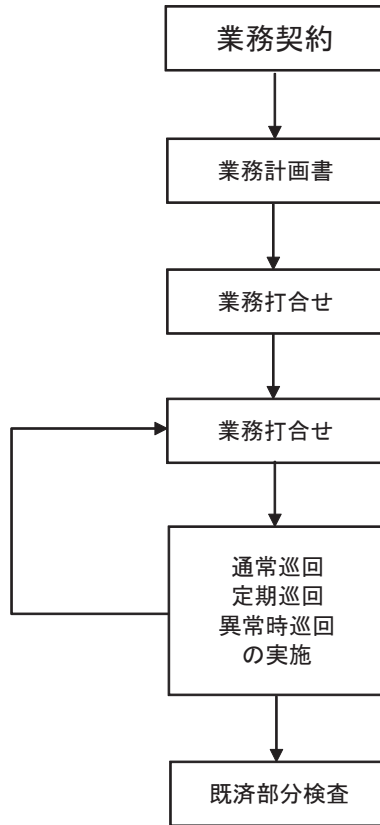 業務契約
業務計画書
業務打合せ
業務打合せ
通常巡回
定期巡回
異常時巡回
の実施
既済部分検査